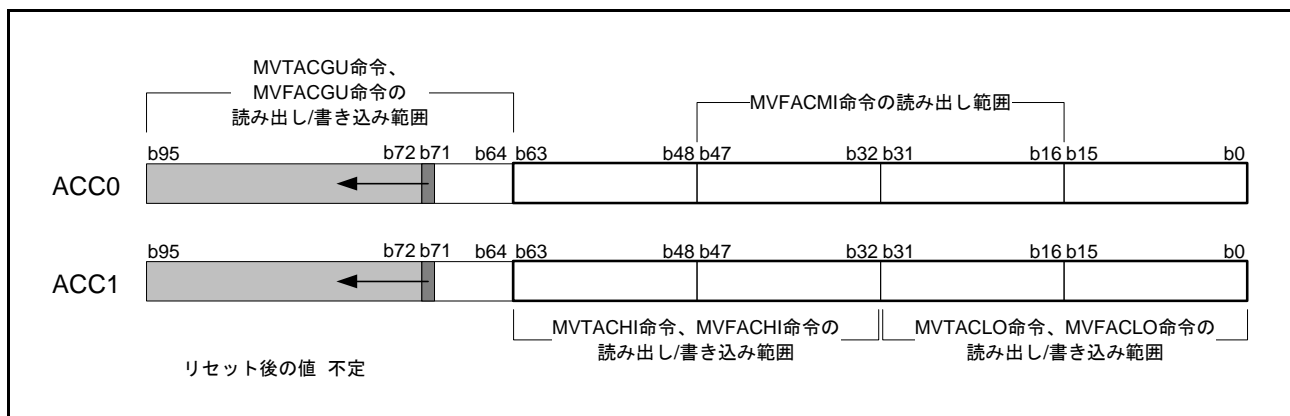 MVTACGU命令、
MVFACGU命令の
読み出し/書き込み範囲
MVFACMI命令の読み出し範囲
b95 b72 b71 b64 b63 b48 b47 b32 b31 b16 b15 b0
ACC0
b95 b72 b71 b64 b63 b48 b47 b32 b31 b16 b15 b0
ACC1
MVTACHI命令、MVFACHI命令の
読み出し/書き込み範囲
MVTACLO命令、MVFACLO命令の
読み出し/書き込み範囲
リセット後の値 不定